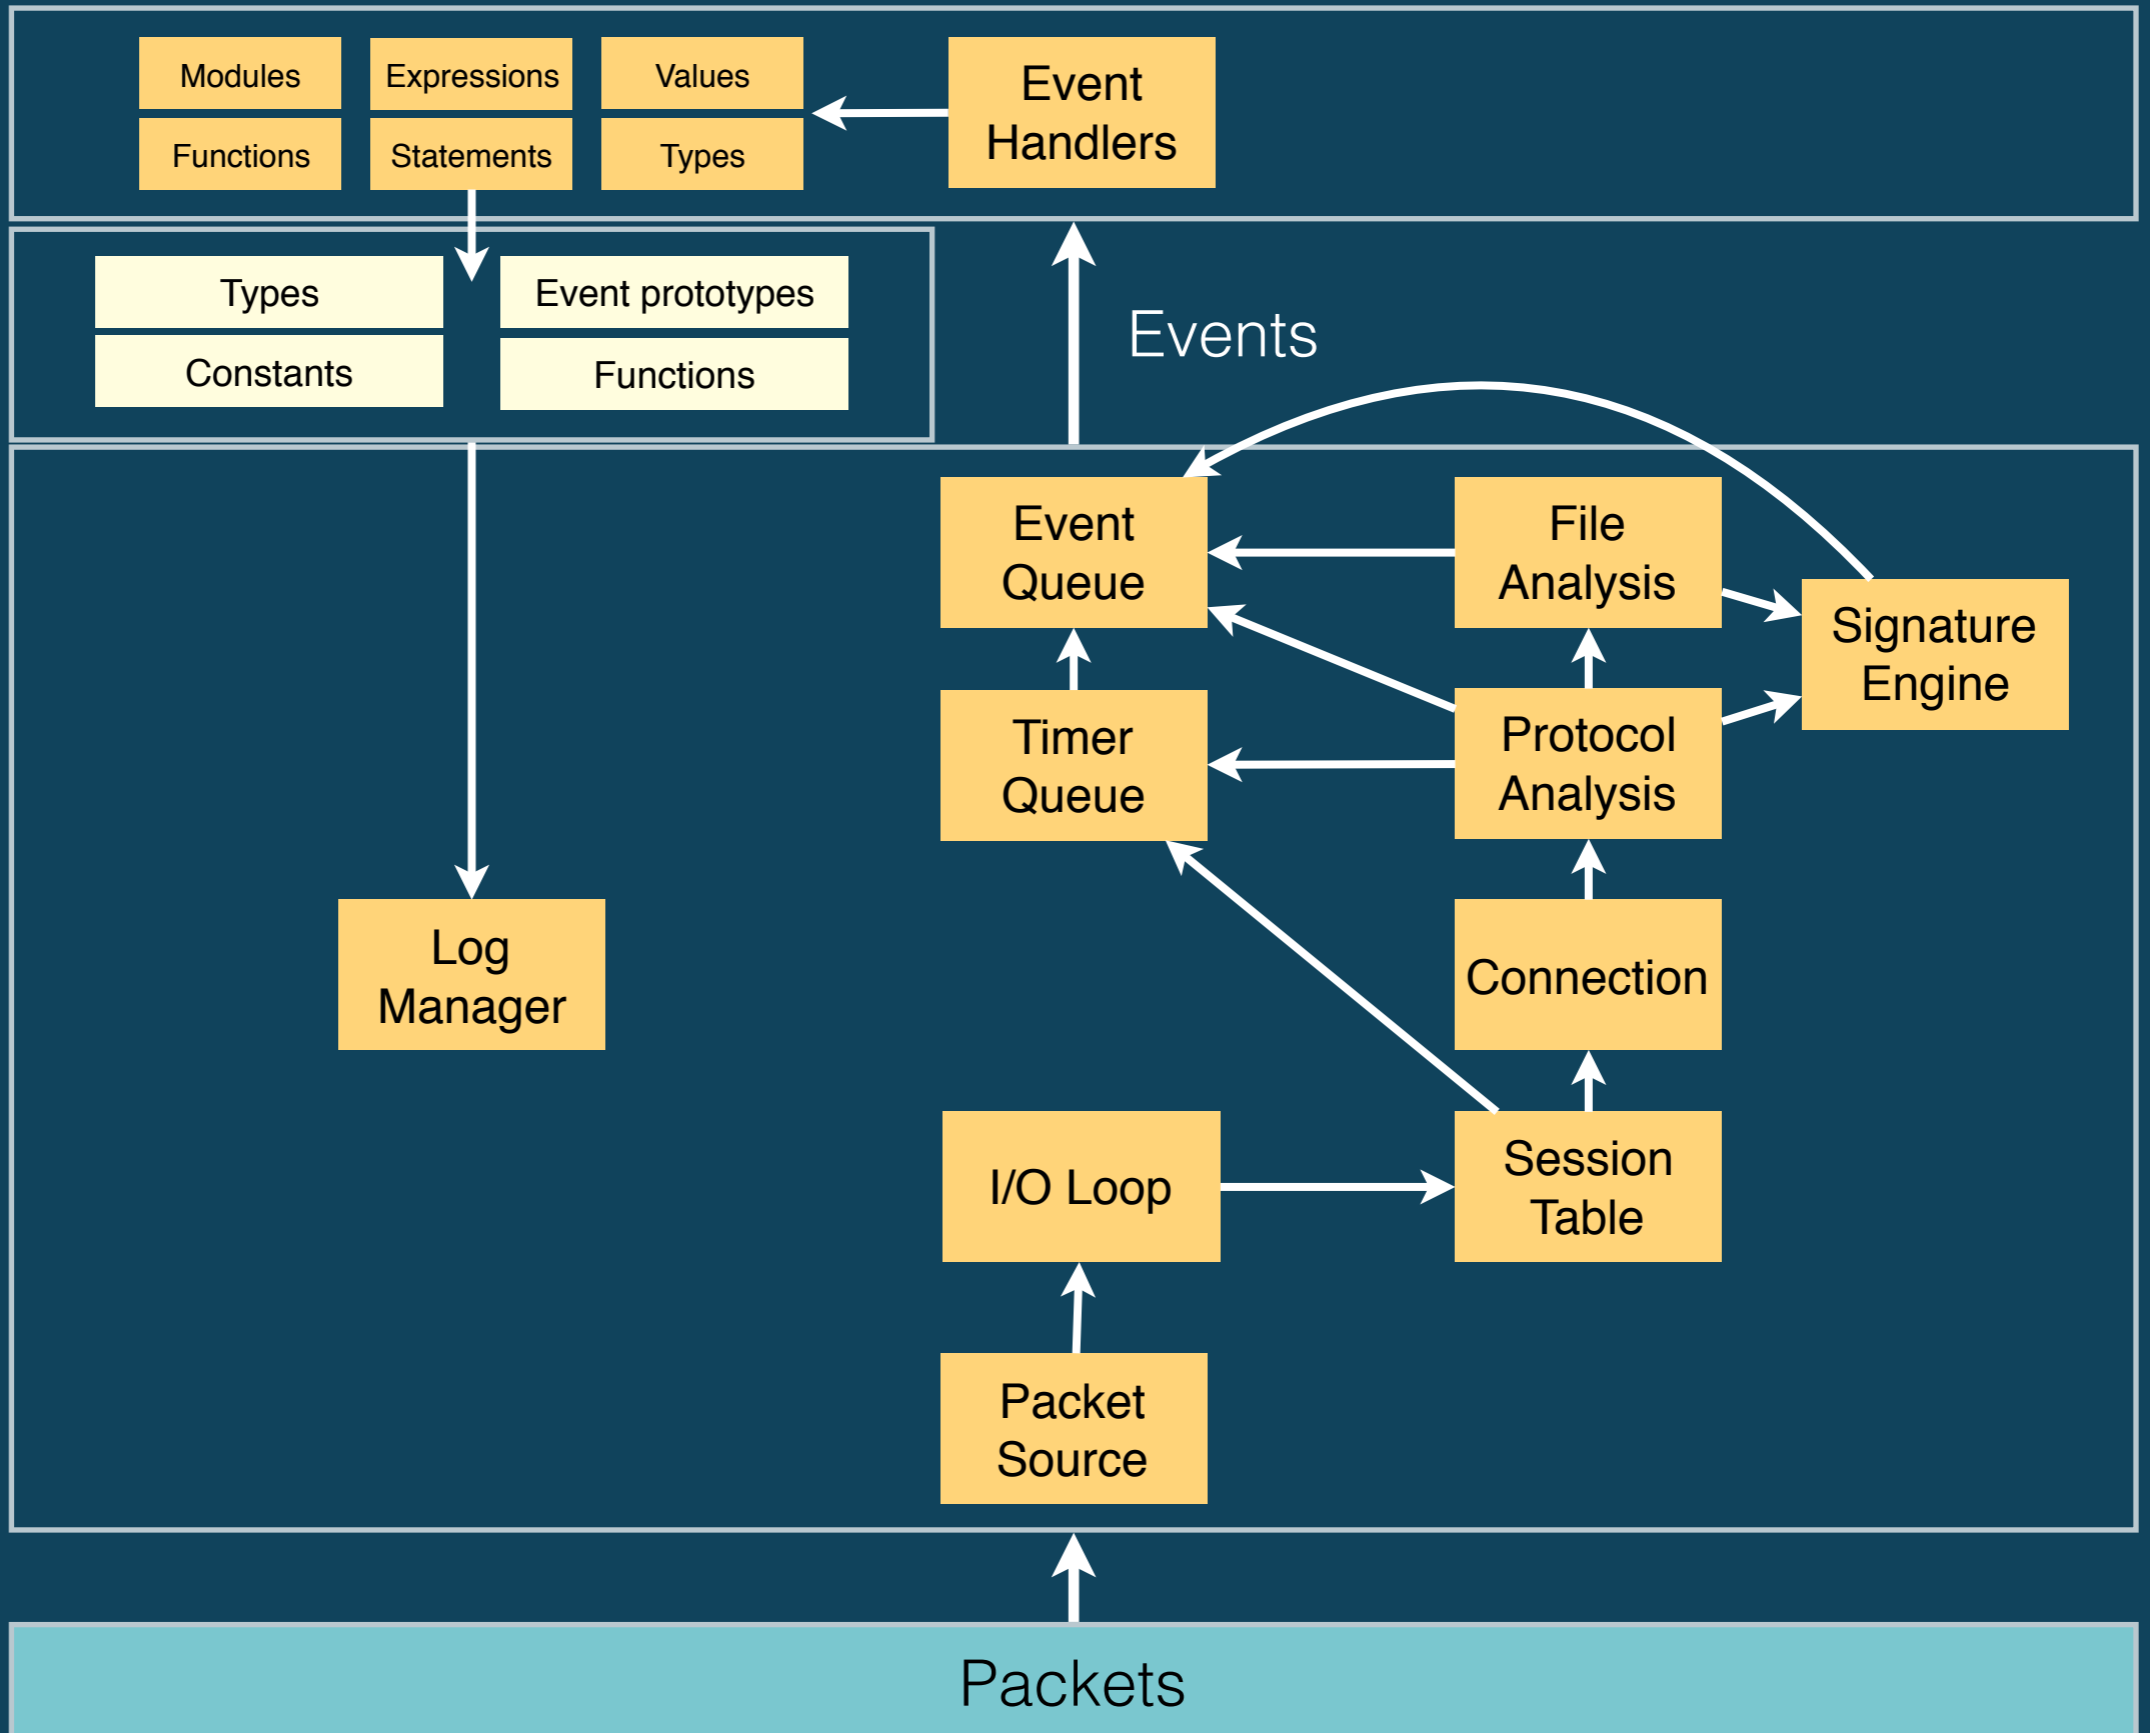 Modules
Expressions
Values
Event
Handlers
Functions
Statements
Types
Types
Event prototypes
Constants
Functions
Events
Event
Queue
File
Analysis
Signature
Engine
Timer
Queue
Protocol
Analysis
Log
Manager
Connection
I/O Loop
Session
Table
Packet
Source
Packets